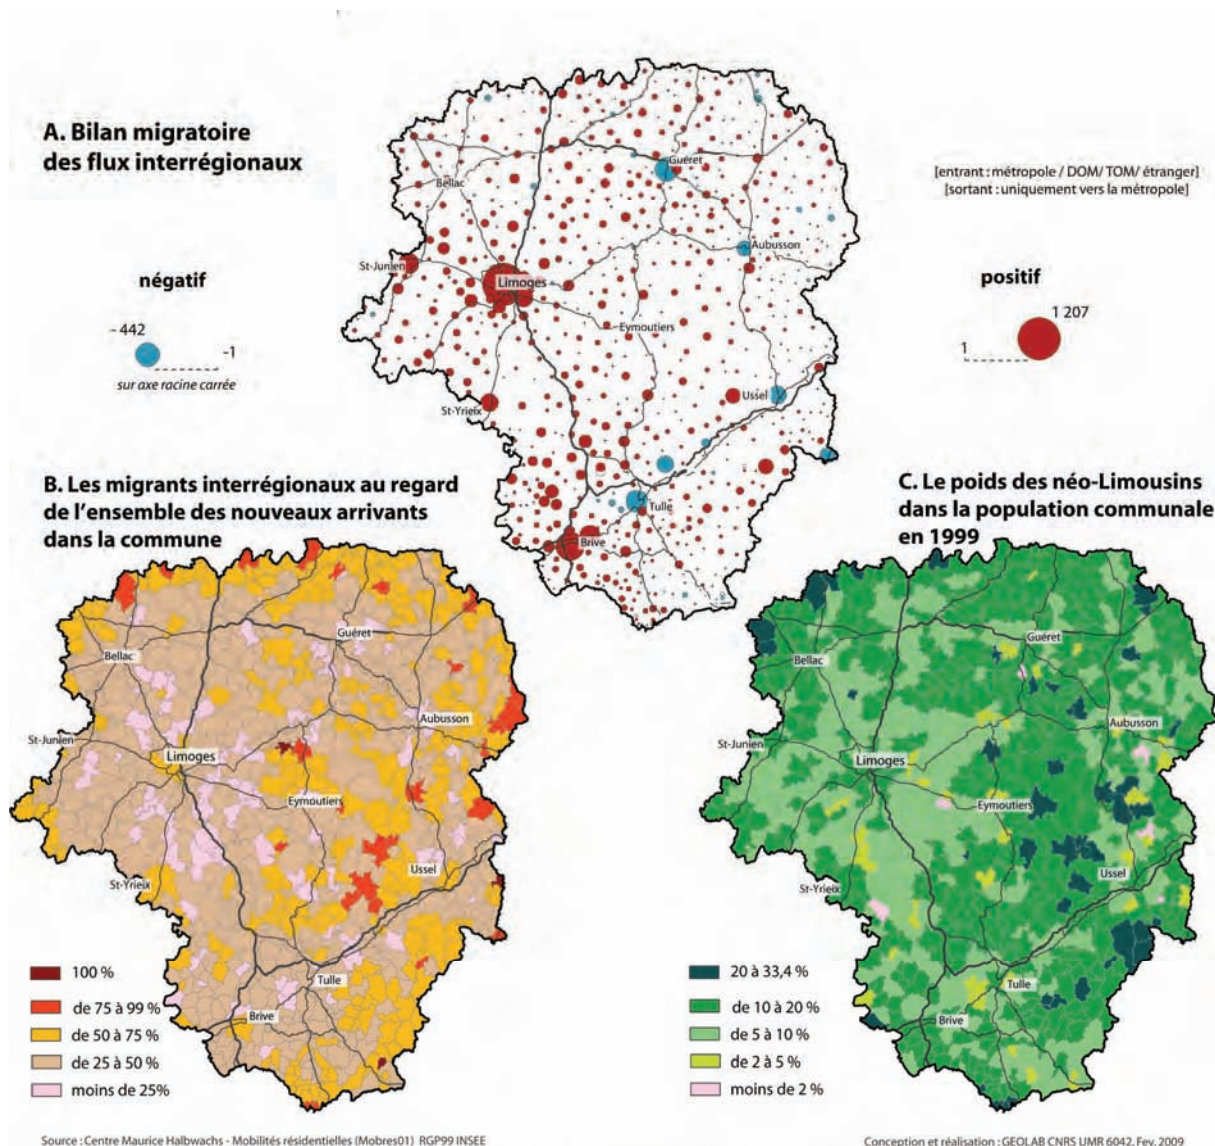 A. Bilan migratoire
des flux interrégionaux
[entrant : métropole / DOM/ TOM/ étranger]
[sortant : uniquement vers la métropole]
négatif
- 442
-1
sur axe racine carrée
positif
1 207
1
Guéret
Bellac
Aubusson
St-Junien
Limoges
Eymoutiers
Ussel
St-Yrieix
Tulle
Brive
B. Les migrants interrégionaux au regard
de l'ensemble des nouveaux arrivants
dans la commune
Guéret
Bellac
Aubusson
St-Junien
Limoges
Eymoutiers
Ussel
St-Yrieix
Tulle
Brive
100 %
de 75 à 99 %
de 50 à 75 %
de 25 à 50 %
moins de 25%
C. Le poids des néo-Limousins
dans la population communale
en 1999
Guéret
Bellac
Aubusson
St-Junien
Limoges
Eymoutiers
Ussel
St-Yrieix
Tulle
Brive
20 à 33,4 %
de 10 à 20 %
de 5 à 10 %
de 2 à 5 %
moins de 2 %
Source : Centre Maurice Halbwachs - Mobilités résidentielles (Mobres01) RGP99 INSEE
Conception et réalisation : GEOLAB CNRS UMR 6042, Fev. 2009